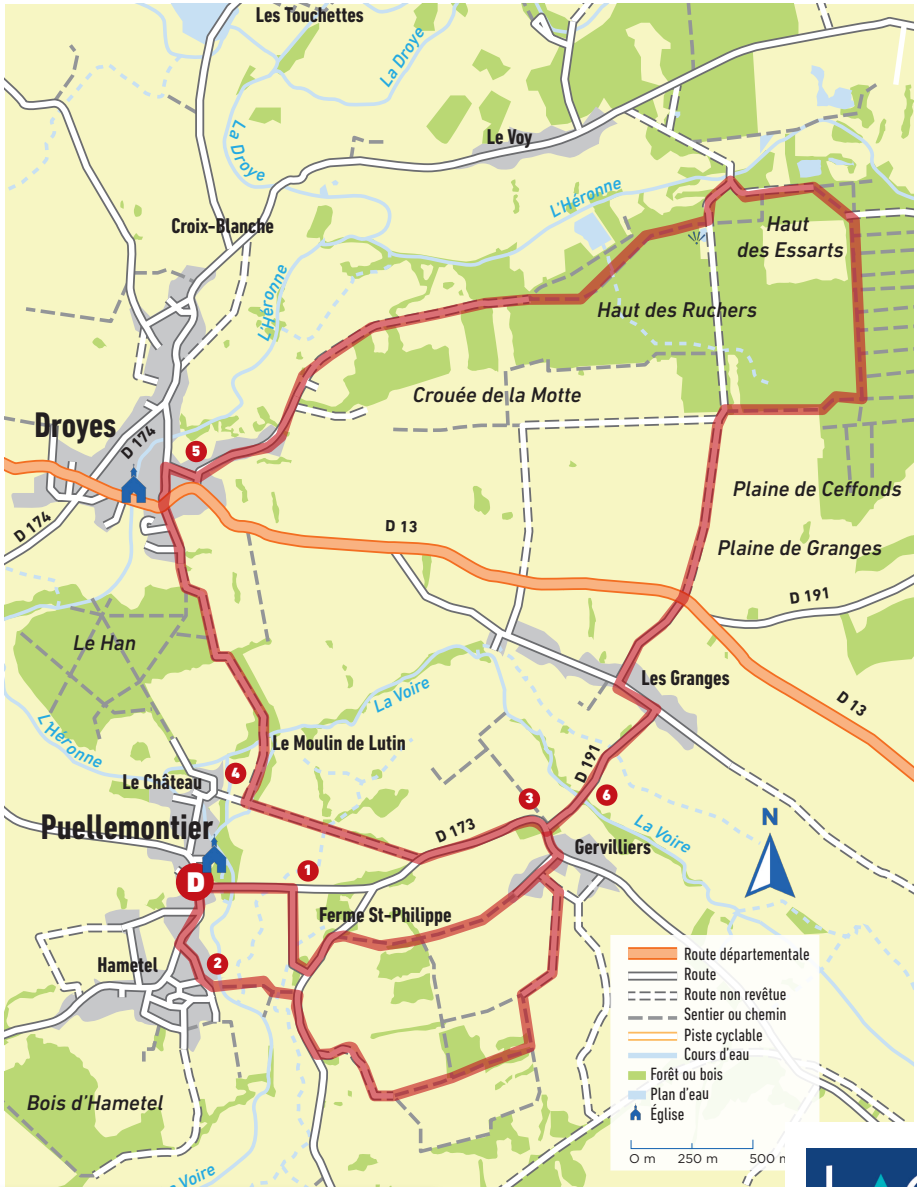 Les Touchettes
La Droye
La Droye
Le Voy
L'Héronne
Croix-Blanche
Haut
des Essarts
L'Héronne
Haut des Ruchers
Crouée de la Motte
Droyes
D 174
5
Plaine de Ceffonds
D 174
D 13
Plaine de Granges
D 191
Le Han
Les Granges
La Voire
D 13
L'Héronne
Le Moulin de Lutin
D 191
Le Château
4
3
6
Puellemontier
D 173
La Voire
N
Gervilliers
D
1
Ferme St-Philippe
Hametel
2
Bois d'Hametel
Voire
Route départementale
Route
Route non revêtue
Sentier ou chemin
Piste cyclable
Cours d'eau
Forêt ou bois
Plan d'eau
Église
0 m 250 m 500